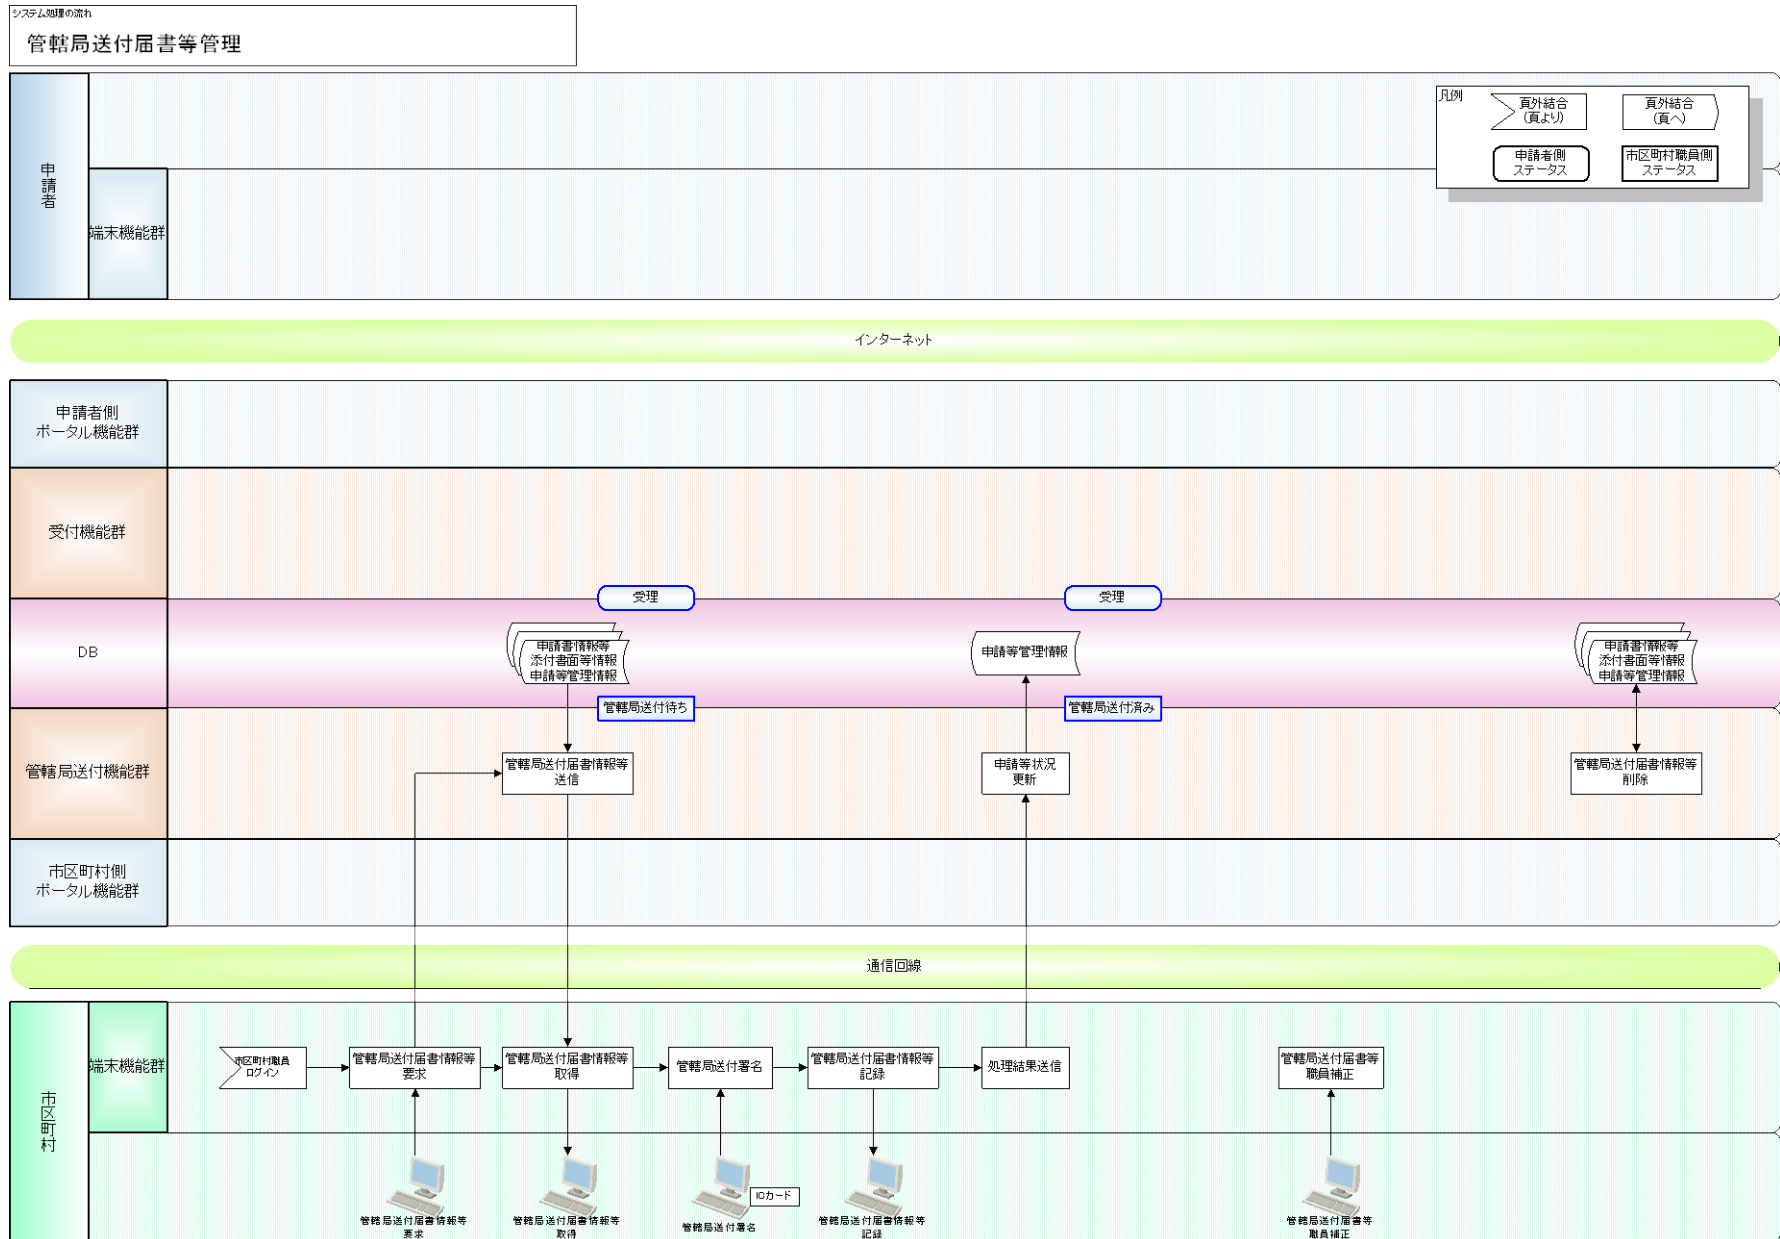 システム処理の流れ
管轄局送付届書等管理
凡例
頁外結合
(頁より)
頁外結合
(頁へ)
申請者側
ステータス
市区町村職員側
ステータス
申請者
端末機能群
インターネット
申請者側
ポータル機能群
受付機能群
受理
受理
DB
申請書情報等
添付書面等情報
申請等管理情報
申請等管理情報
申請書情報等
添付書面等情報
申請等管理情報
管轄局送付待ち
管轄局送付済み
管轄局送付機能群
管轄局送付届書情報等
送信
申請等状況
更新
管轄局送付届書情報等
削除
市区町村側
ポータル機能群
通信回線
市区町村
端末機能群
市区町村職員
ログイン
管轄局送付届書情報等
要求
管轄局送付届書情報等
取得
管轄局送付署名
管轄局送付届書情報等
記録
処理結果送信
管轄局送付届書等
職員補正
ICカード
管轄局送付届書情報等
要求
管轄局送付届書情報等
取得
管轄局送付署名
管轄局送付届書情報等
記録
管轄局送付届書等
職員補正